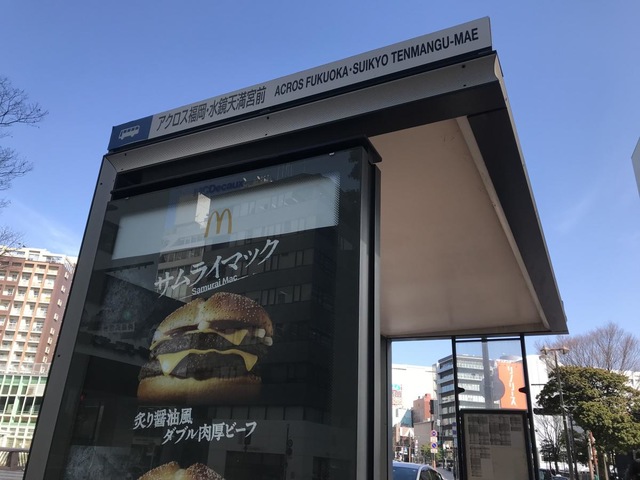 アクロス福岡・水鏡天満宮前 ACROS FUKUOKA・SUIKYO TENMANGU-MAE
JCDecaux
サムライマック
Samurai Mac
炙り醤油風
ダブル肉厚ビーフ